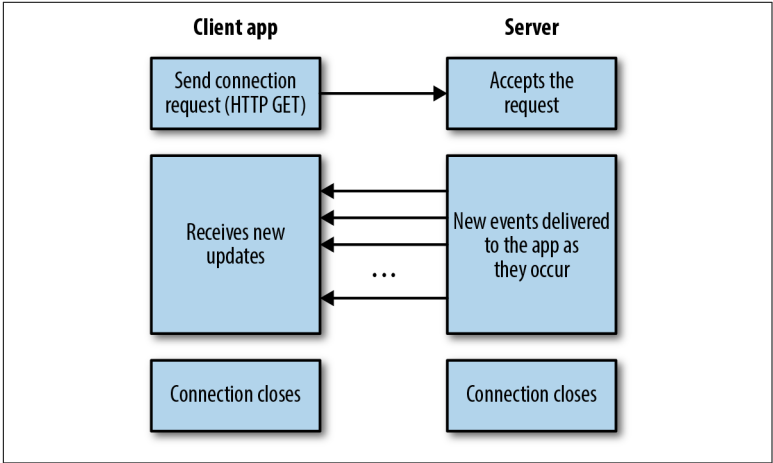 Client app
Server
Send connection
request (HTTP GET)
Accepts the
request
Receives new
updates
...
New events delivered
to the app as
they occur
Connection closes
Connection closes